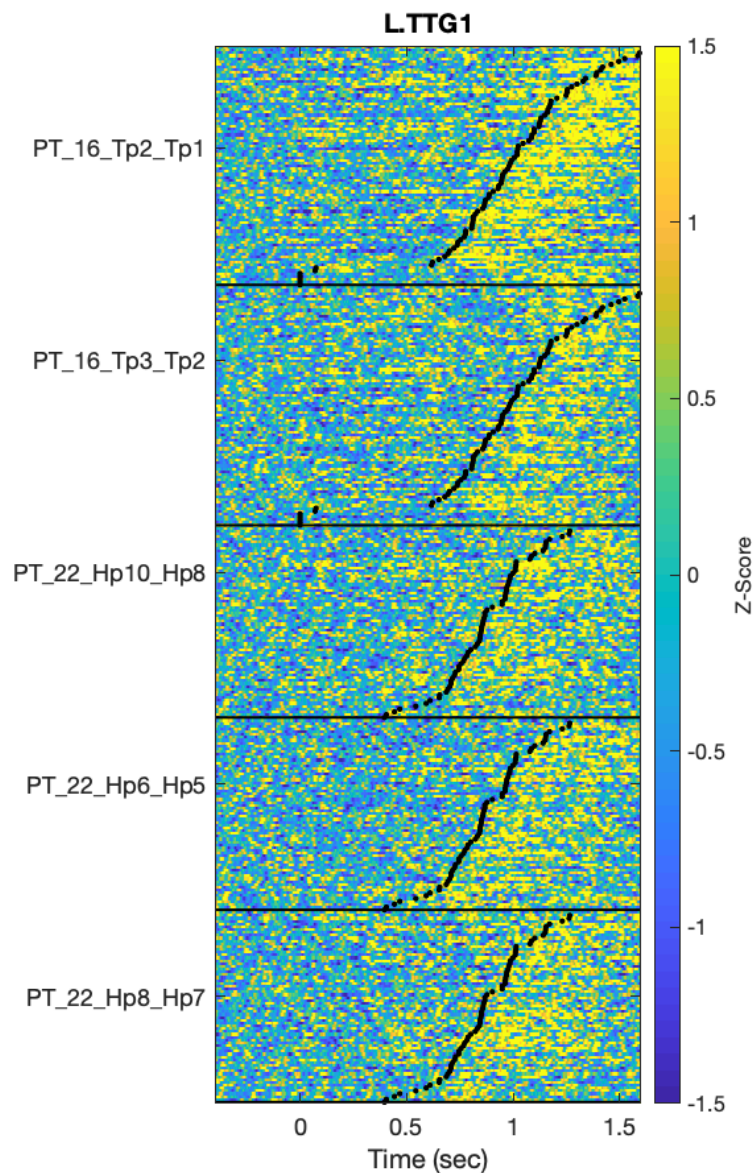 L.TTG1
PT_16_Tp2_Tp1
PT_16_Tp3_Tp2
PT_22_Hp10_Hp8
PT_22_Hp6_Hp5
PT_22_Hp8_Hp7
0
0.5
1
1.5
Time (sec)
1.5
1
0.5
0
-0.5
-1
-1.5
Z-Score